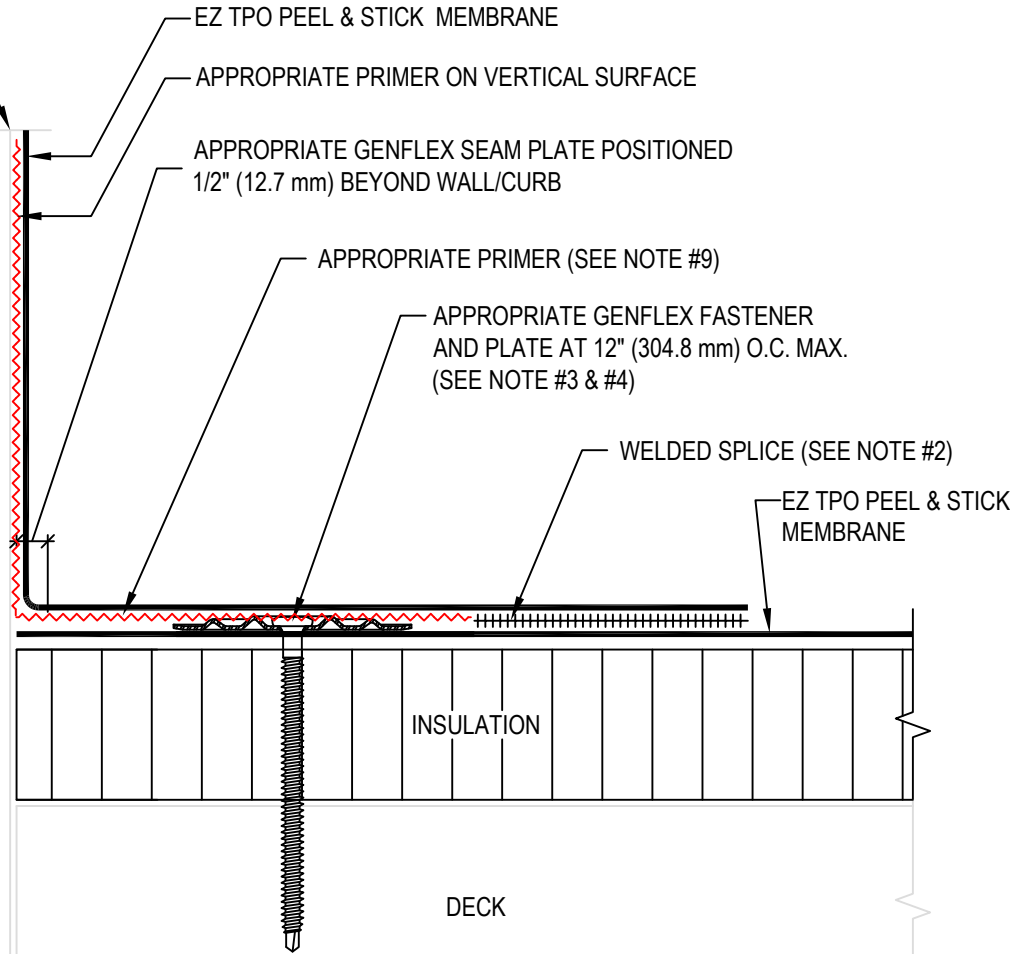 EZ TPO PEEL & STICK MEMBRANE
APPROPRIATE PRIMER ON VERTICAL SURFACE
APPROPRIATE GENFLEX SEAM PLATE POSITIONED
1/2" (12.7 mm) BEYOND WALL/CURB
APPROPRIATE PRIMER (SEE NOTE #9)
APPROPRIATE GENFLEX FASTENER
AND PLATE AT 12" (304.8 mm) O.C. MAX.
(SEE NOTE #3 & #4)
WELDED SPLICE (SEE NOTE #2)
EZ TPO PEEL & STICK
MEMBRANE
INSULATION
DECK